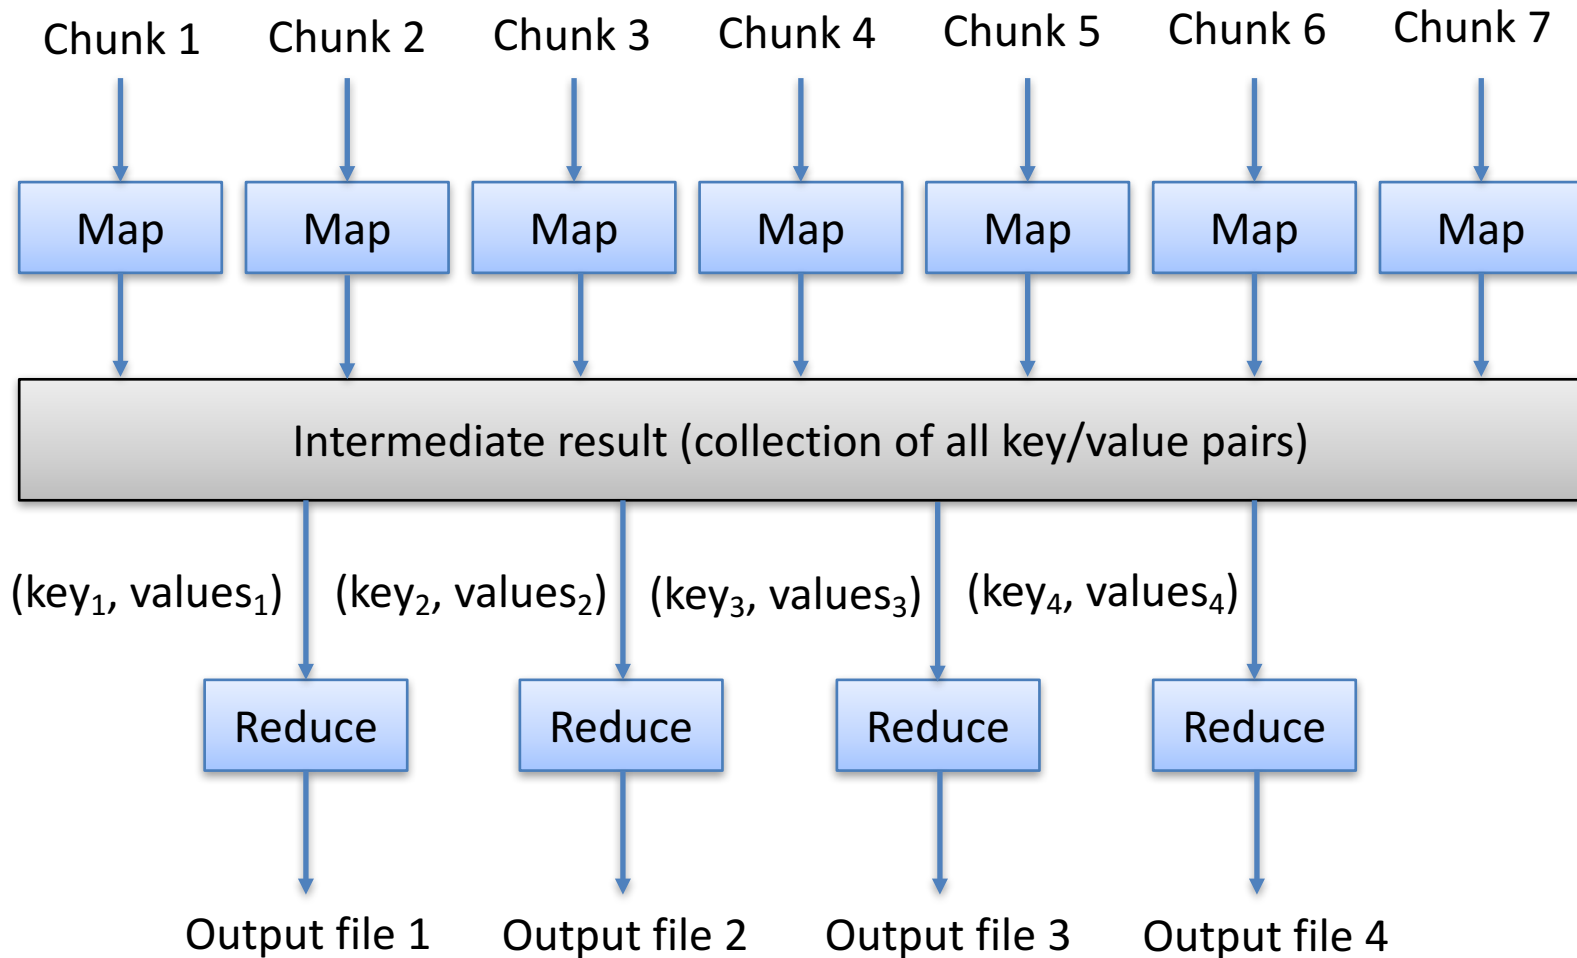 Chunk 1 Chunk 2 Chunk 3 Chunk 4 Chunk 5 Chunk 6 Chunk 7
Map Map Map Map Map Map Map
Intermediate result (collection of all key/value pairs)
(key₁, values₁) (key₂, values₂) (key₃, values₃) (key₄, values₄)
Reduce Reduce Reduce Reduce
Output file 1 Output file 2 Output file 3 Output file 4